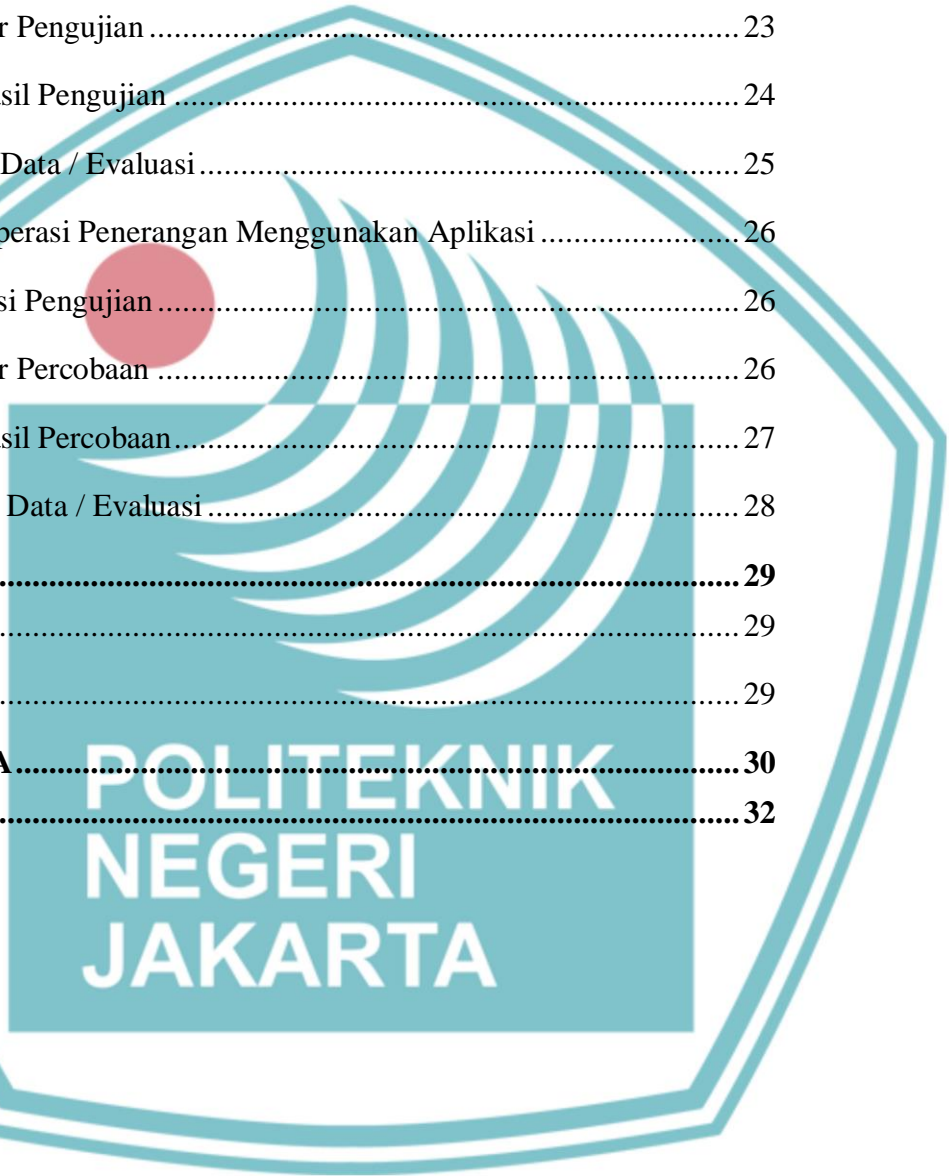 r Pengujian ........................................ 23
sil Pengujian ........................................ 24
Data / Evaluasi ........................................ 25
perasi Penerangan Menggunakan Aplikasi ........................................ 26
si Pengujian ........................................ 26
r Percobaan ........................................ 26
sil Percobaan ........................................ 27
Data / Evaluasi ........................................ 28
........................................ 29
........................................ 29
........................................ 29
A ........................................ 30
........................................ 32
POLITEKNIK
NEGERI
JAKARTA